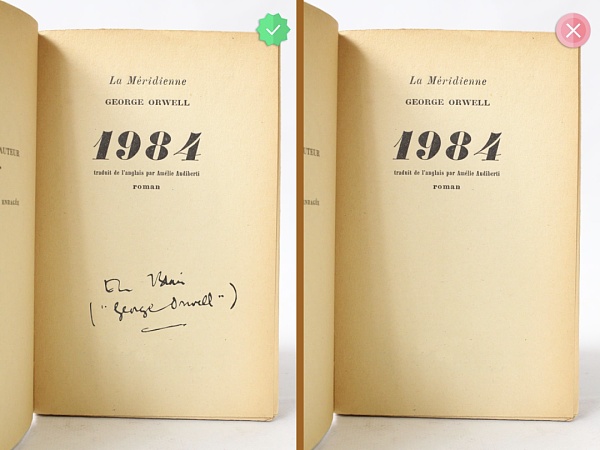 AUTEUR
La Méridienne
GEORGE ORWELL
1984
traduit de l'anglais par Amélie Audiberti
roman
Eric Blair
("George Orwell")
La Méridienne
GEORGE ORWELL
1984
traduit de l'anglais par Amélie Audiberti
roman